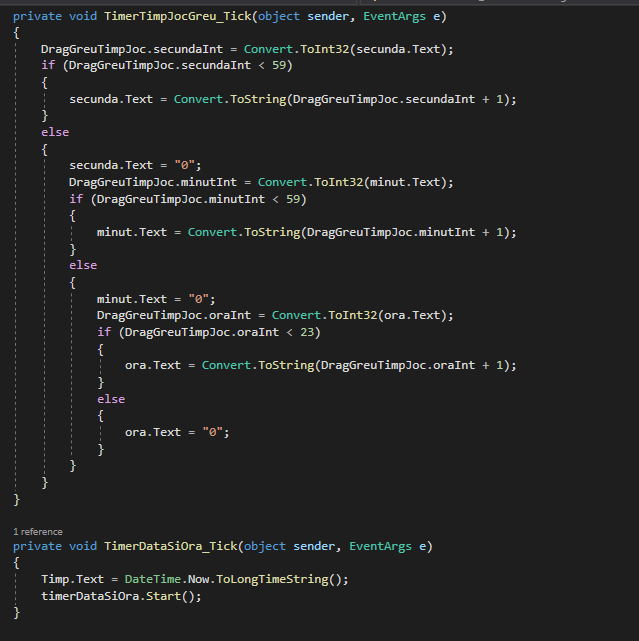 private void TimerTimpJocGreu_Tick(object sender, EventArgs e)
{
    DragGreuTimpJoc.secundaInt = Convert.ToInt32(secunda.Text);
    if (DragGreuTimpJoc.secundaInt < 59)
    {
        secunda.Text = Convert.ToString(DragGreuTimpJoc.secundaInt + 1);
    }
    else
    {
        secunda.Text = "0";
        DragGreuTimpJoc.minutInt = Convert.ToInt32(minut.Text);
        if (DragGreuTimpJoc.minutInt < 59)
        {
            minut.Text = Convert.ToString(DragGreuTimpJoc.minutInt + 1);
        }
        else
        {
            minut.Text = "0";
            DragGreuTimpJoc.oraInt = Convert.ToInt32(ora.Text);
            if (DragGreuTimpJoc.oraInt < 23)
            {
                ora.Text = Convert.ToString(DragGreuTimpJoc.oraInt + 1);
            }
            else
            {
                ora.Text = "0";
            }
        }
    }
}
1 reference
private void TimerDataSiOra_Tick(object sender, EventArgs e)
{
    Timp.Text = DateTime.Now.ToLongTimeString();
    timerDataSiOra.Start();
}